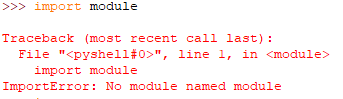 >>> import module
Traceback (most recent call last):
  File "<pyshell#0>", line 1, in <module>
    import module
ImportError: No module named module